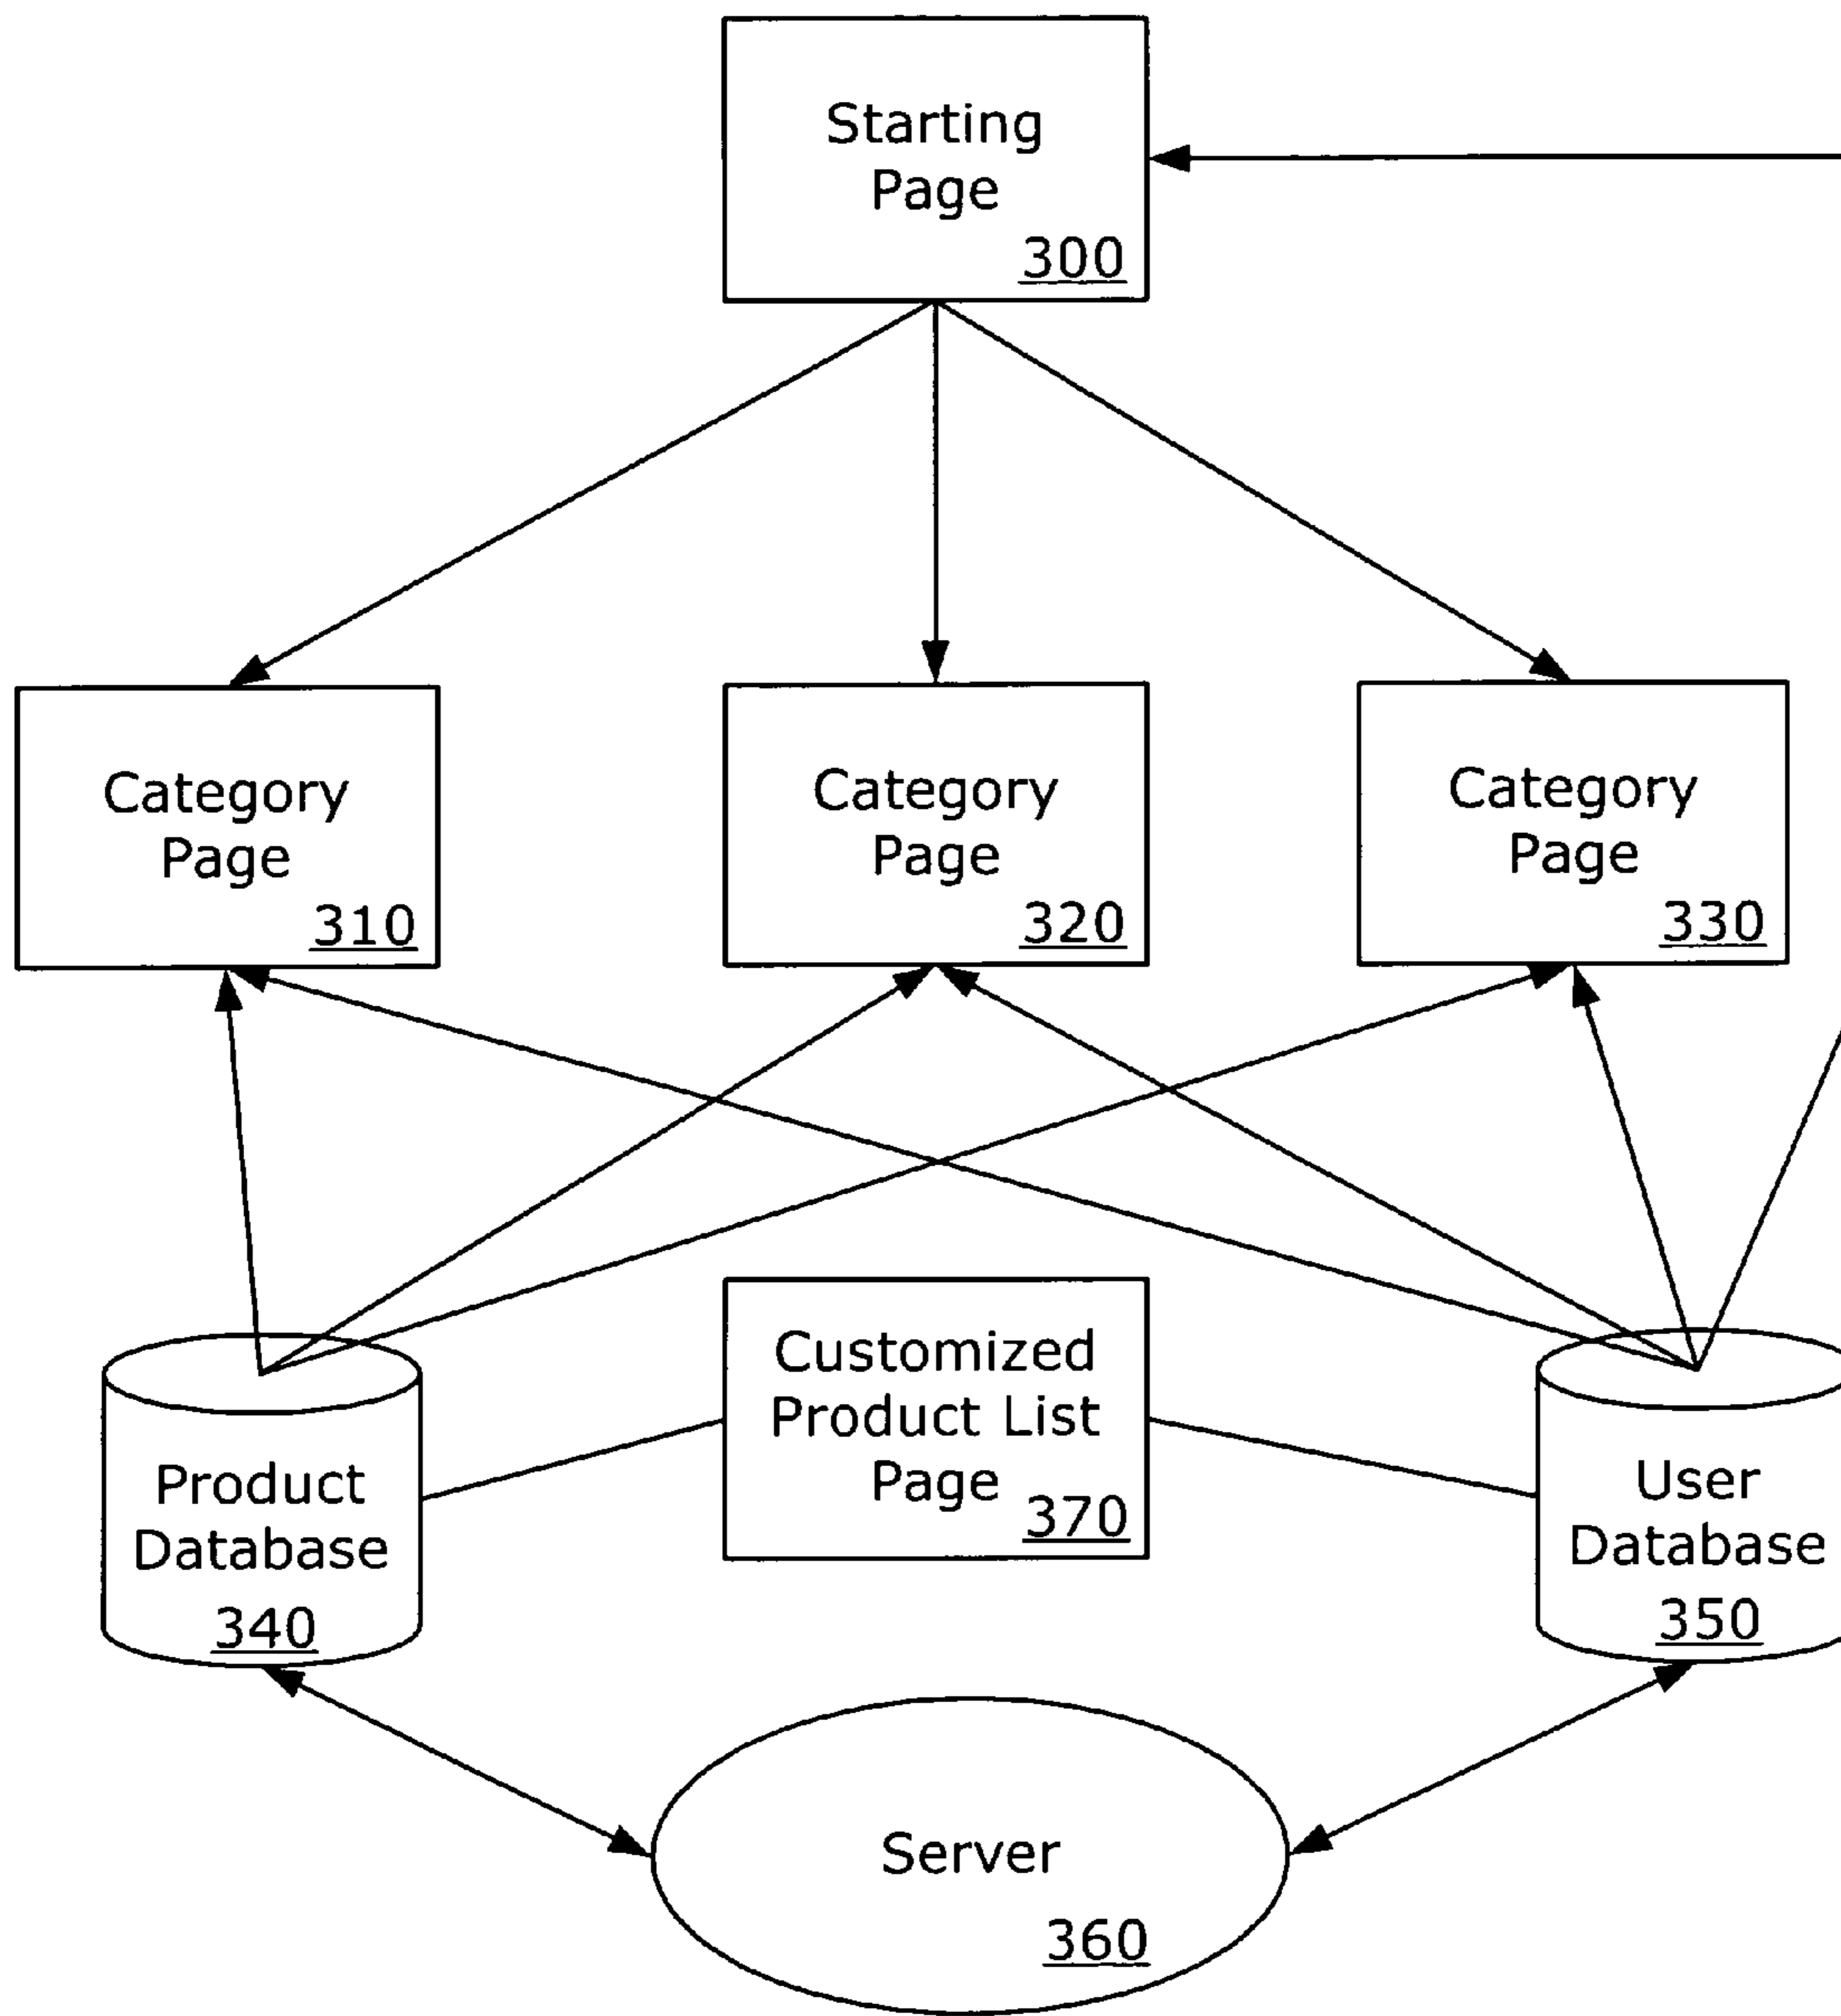 Starting
Page
300
Category
Page
310
Category
Page
320
Category
Page
330
Customized
Product List
Page
370
Product
Database
340
User
Database
350
Server
360